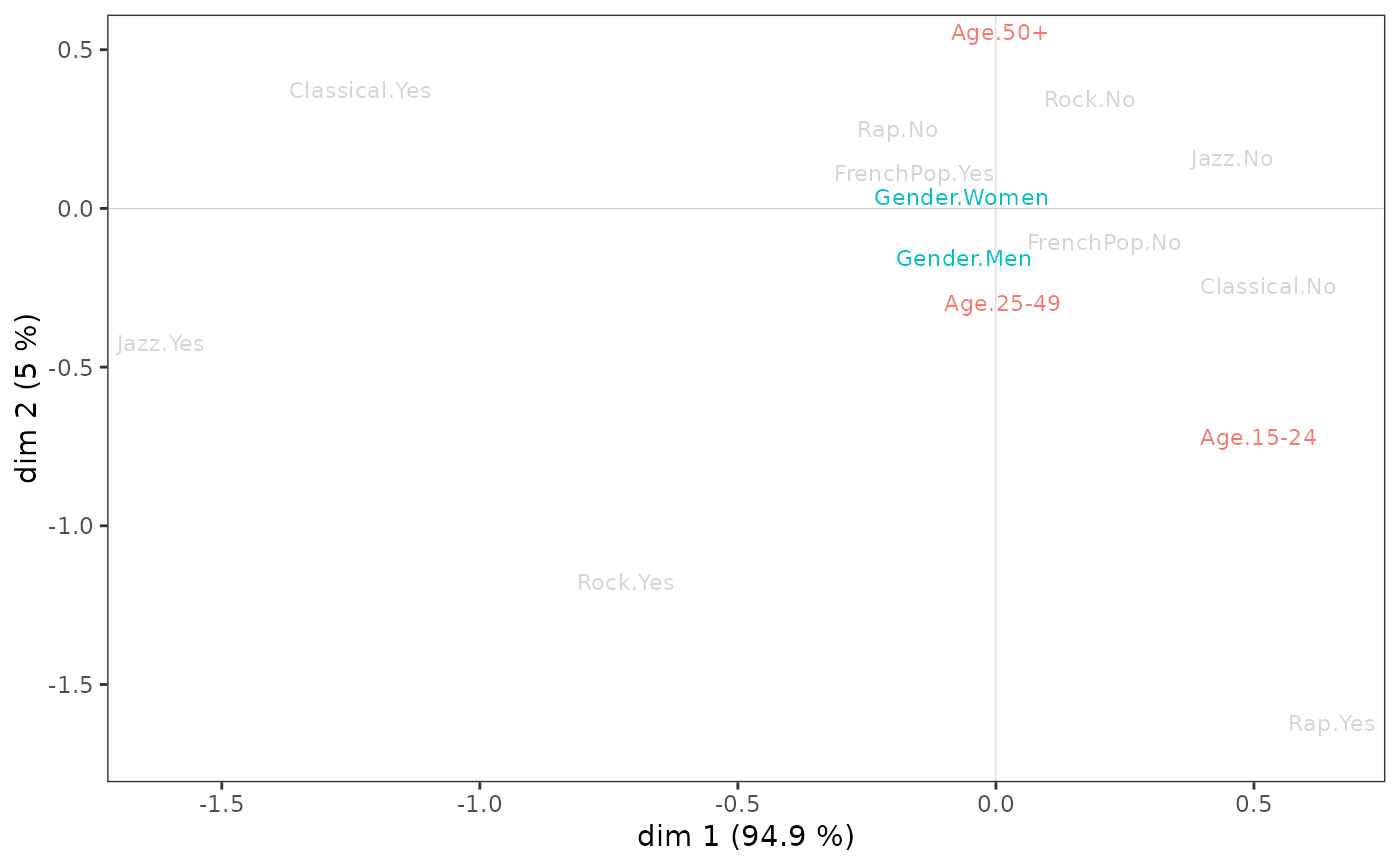 Age.50+
0.5
Classical.Yes
Rock.No
Rap.No
Jazz.No
FrenchPop.Yes
Gender.Women
0.0
FrenchPop.No
Gender.Men
Classical.No
Age.25-49
Jazz.Yes
-0.5
dim 2 (5 %)
Age.15-24
-1.0
Rock.Yes
-1.5
Rap.Yes
-1.5 -1.0 -0.5 0.0 0.5
dim 1 (94.9 %)